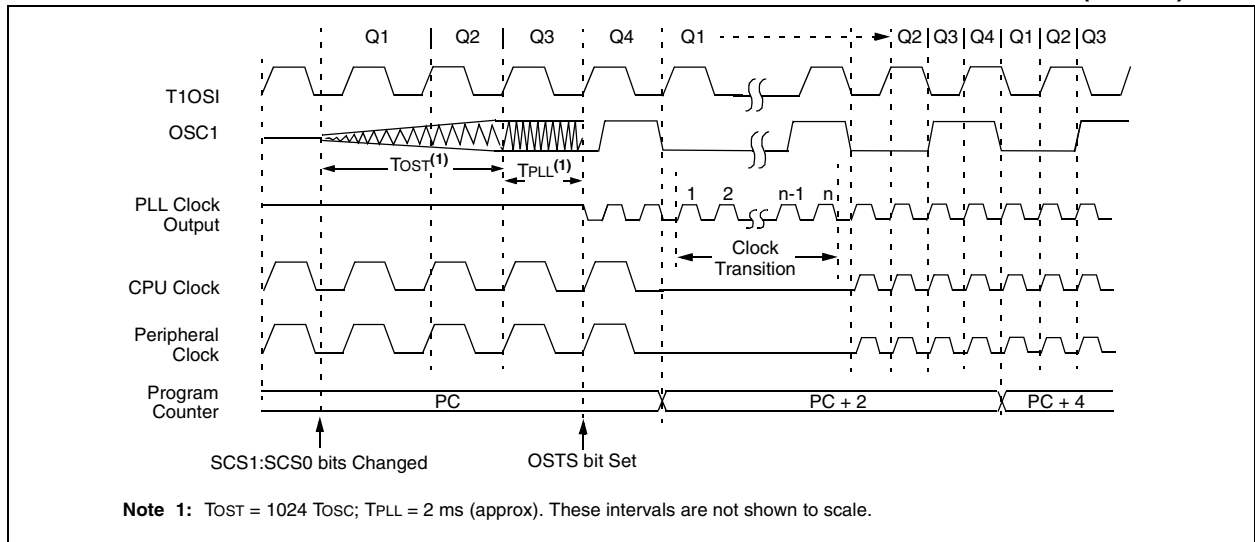 Q1 Q2 Q3 Q4 Q1 Q2 Q3 Q4 Q1 Q2 Q3
T1OSI
OSC1
TOST(1)
TPLL(1)
PLL Clock
Output
1 2 n-1 n
Clock
Transition
CPU Clock
Peripheral
Clock
Program
Counter
PC PC + 2 PC + 4
SCS1:SCS0 bits Changed
OSTS bit Set
Note 1: TOST = 1024 TOSC; TPLL = 2 ms (approx). These intervals are not shown to scale.